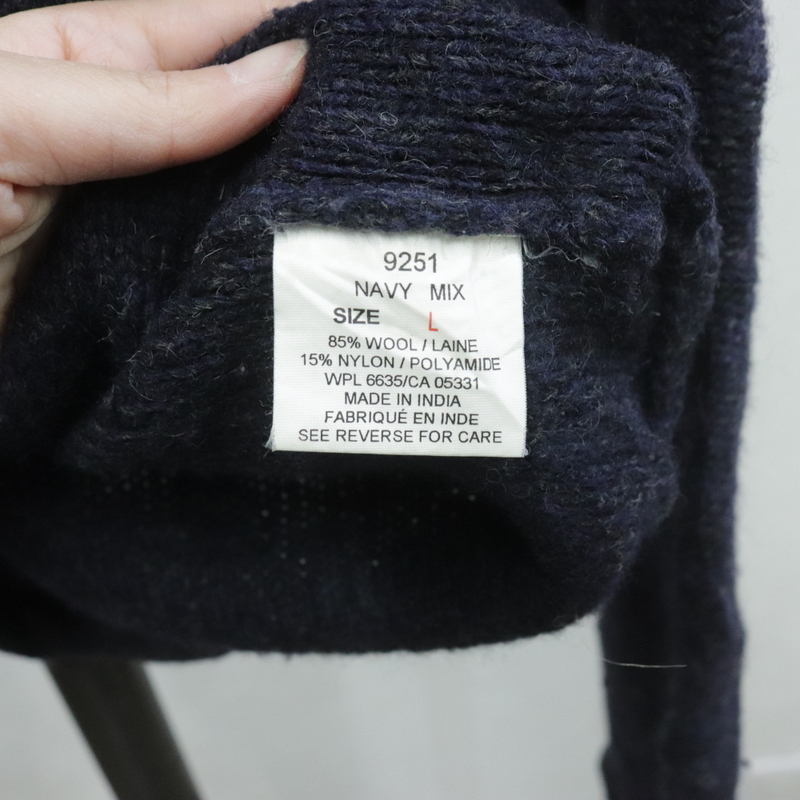 9251
NAVY MIX
SIZE L
85% WOOL / LAINE
15% NYLON / POLYAMIDE
WPL 6635/CA 05331
MADE IN INDIA
FABRIQUÉ EN INDE
SEE REVERSE FOR CARE